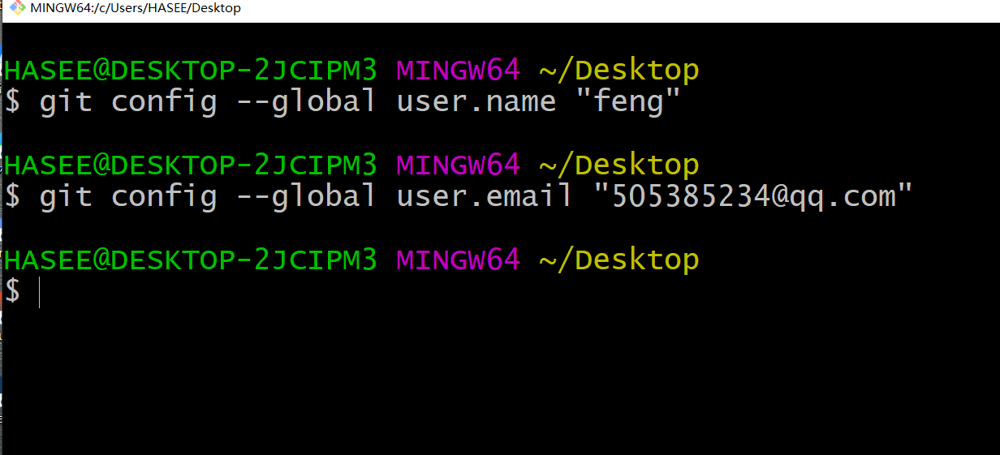 MINGW64:/c/Users/HASEE/Desktop
HASEE@DESKTOP-2JCIPM3 MINGW64 ~/Desktop
$ git config --global user.name "feng"
HASEE@DESKTOP-2JCIPM3 MINGW64 ~/Desktop
$ git config --global user.email "505385234@qq.com"
HASEE@DESKTOP-2JCIPM3 MINGW64 ~/Desktop
$